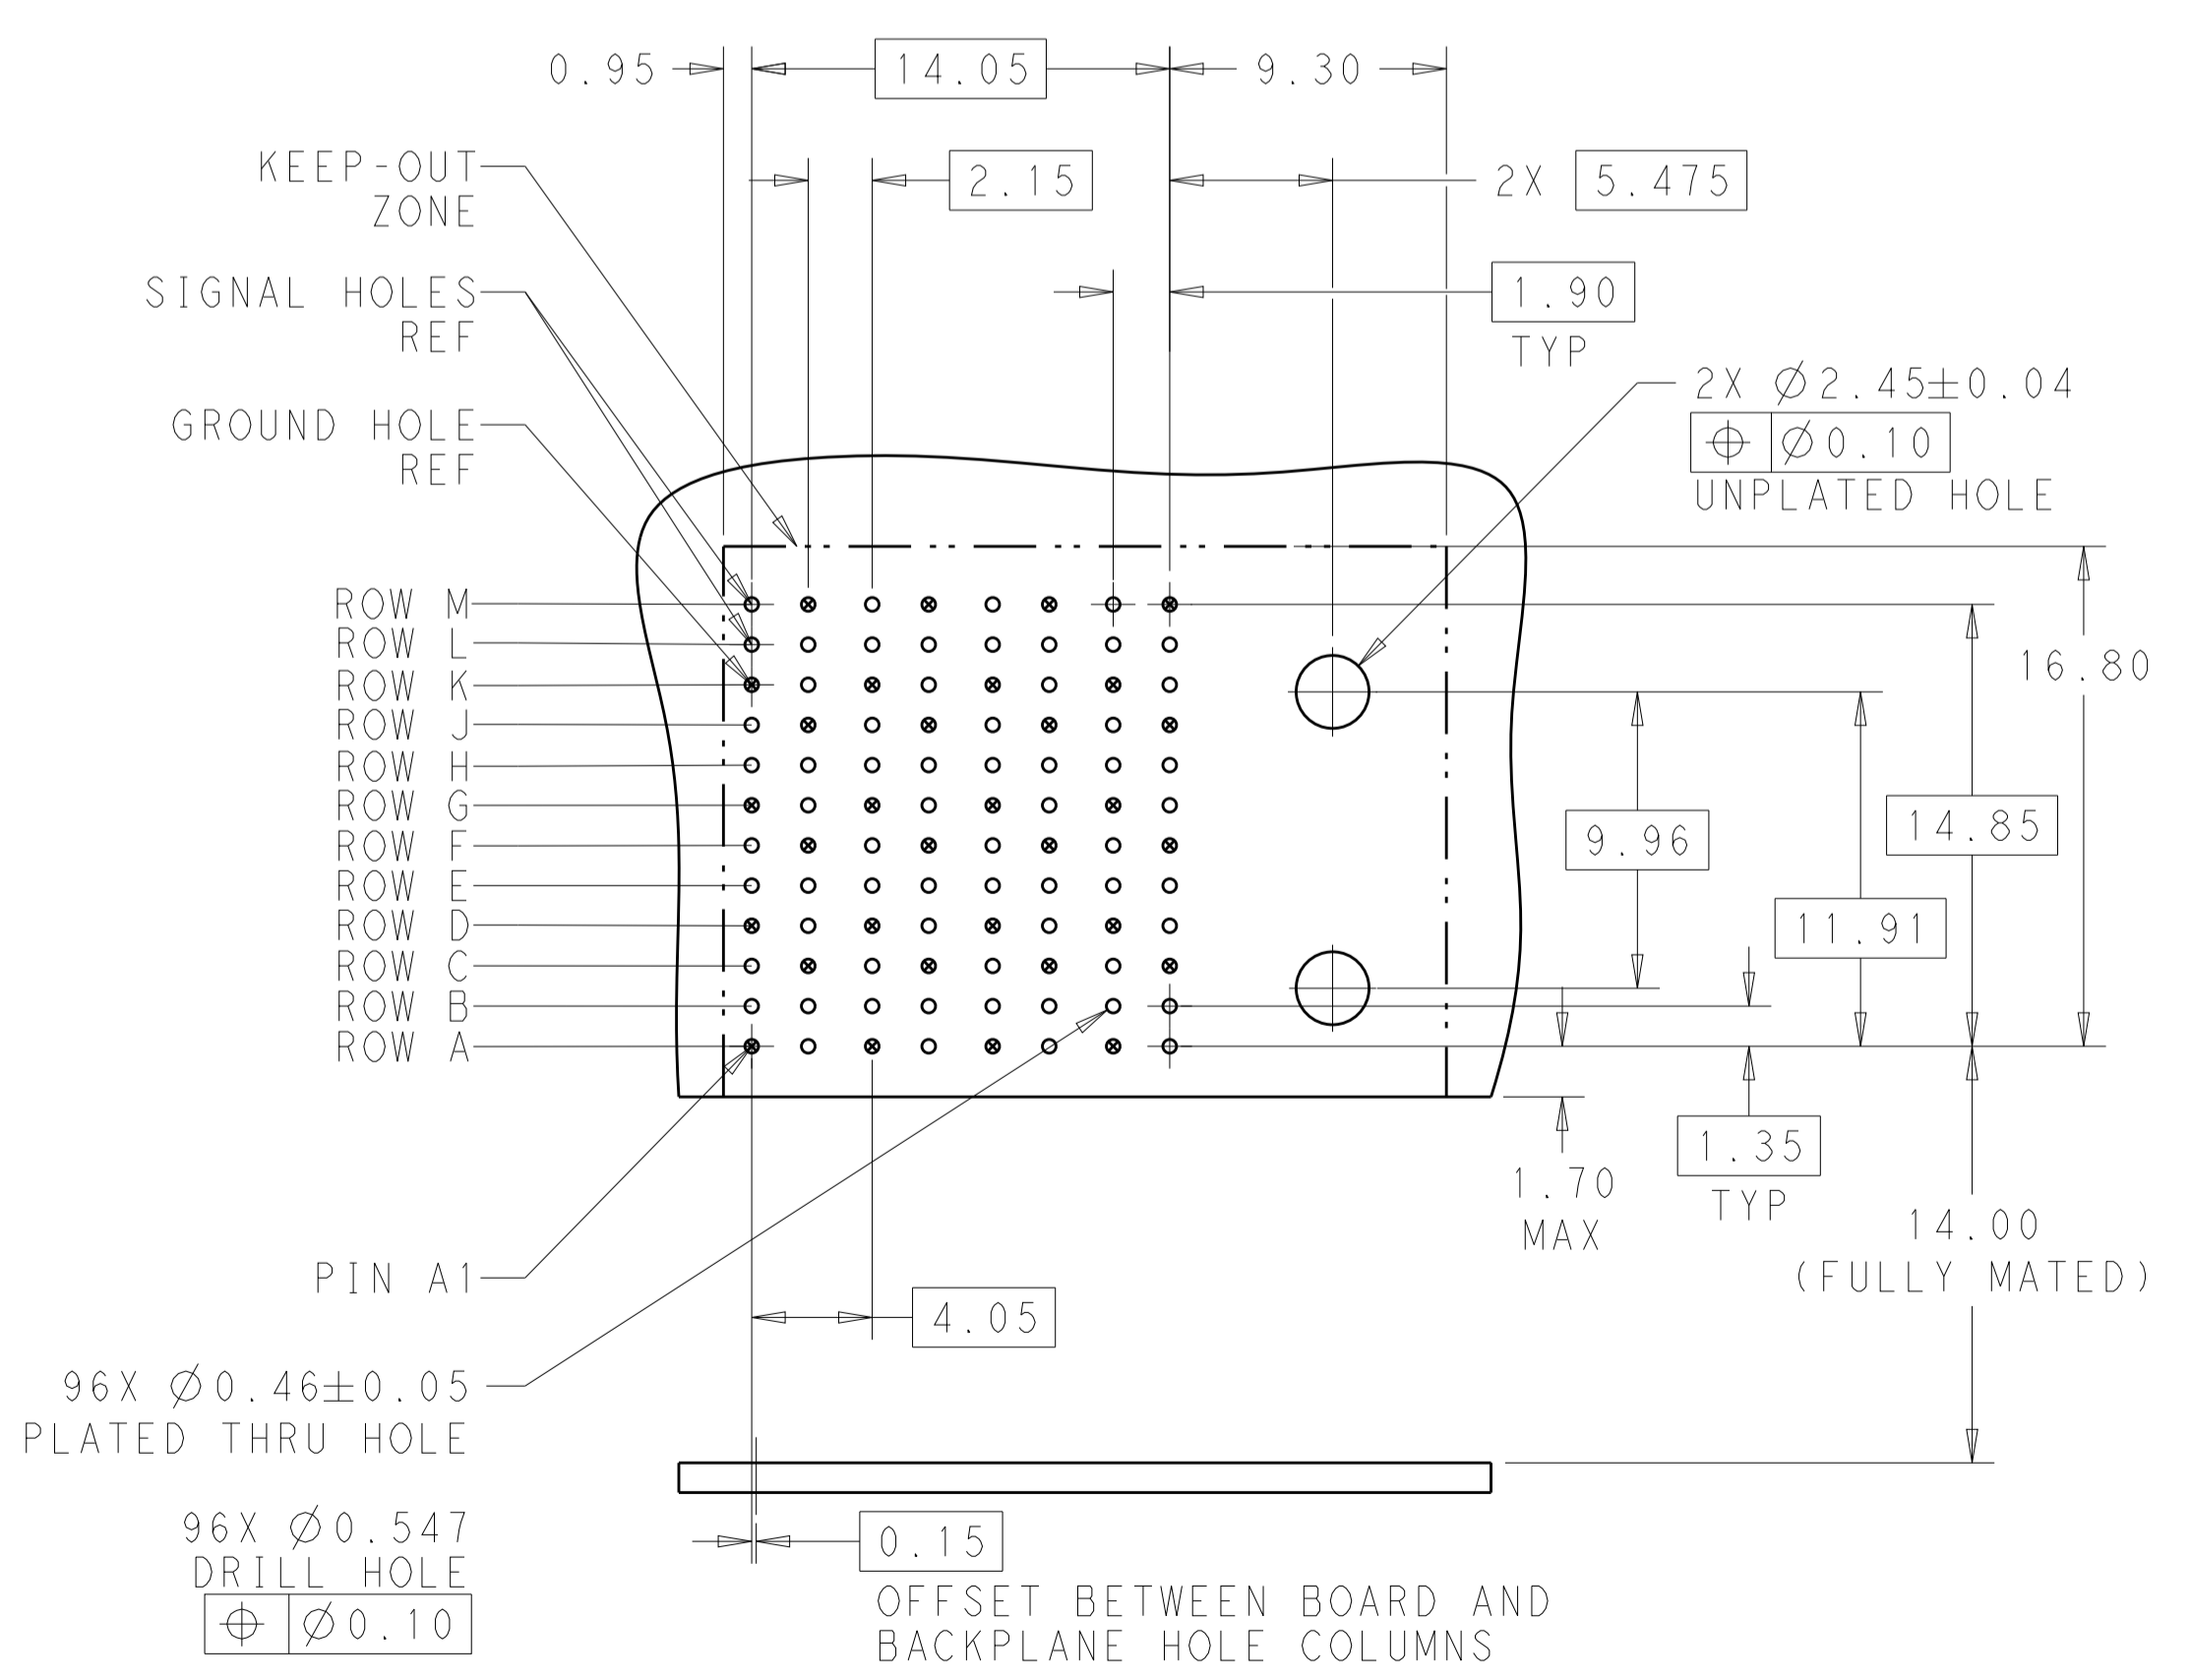 0.95
14.05
9.30
KEEP-OUT
ZONE
2.15
2X 5.475
SIGNAL HOLES
REF
1.90
TYP
GROUND HOLE
REF
2X Ø2.45±0.04
⌖ Ø0.10
UNPLATED HOLE
ROW M
ROW L
ROW K
ROW J
ROW H
ROW G
ROW F
ROW E
ROW D
ROW C
ROW B
ROW A
16.80
14.85
9.96
11.91
1.35
TYP
1.70
MAX
14.00
(FULLY MATED)
PIN A1
4.05
96X Ø0.46±0.05
PLATED THRU HOLE
96X Ø0.547
DRILL HOLE
⌖ Ø0.10
0.15
OFFSET BETWEEN BOARD AND
BACKPLANE HOLE COLUMNS